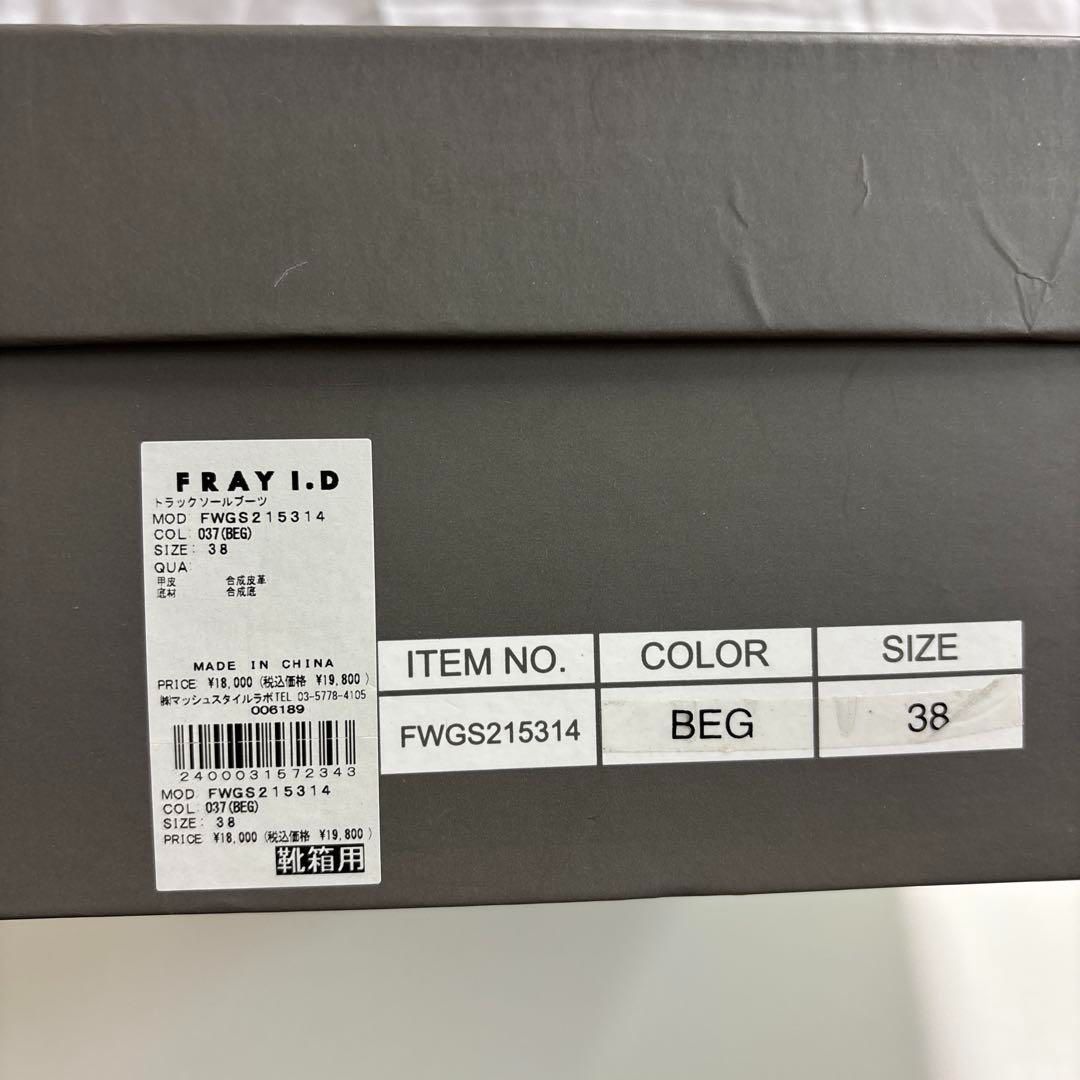 FRAY I.D
トラックソールブーツ
MOD FWGS215314
COL: 037(BEG)
SIZE: 38
QUA
甲皮 合成皮革
底材 合成底
MADE IN CHINA
PRICE ¥18,000 (税込価格 ¥19,800)
㈱マッシュスタイルラボTEL 03-5778-4105
006189
2400031572343
MOD FWGS215314
COL: 037(BEG)
SIZE: 38
PRICE ¥18,000 (税込価格 ¥19,800)
靴箱用
ITEM NO. COLOR SIZE
FWGS215314 BEG 38